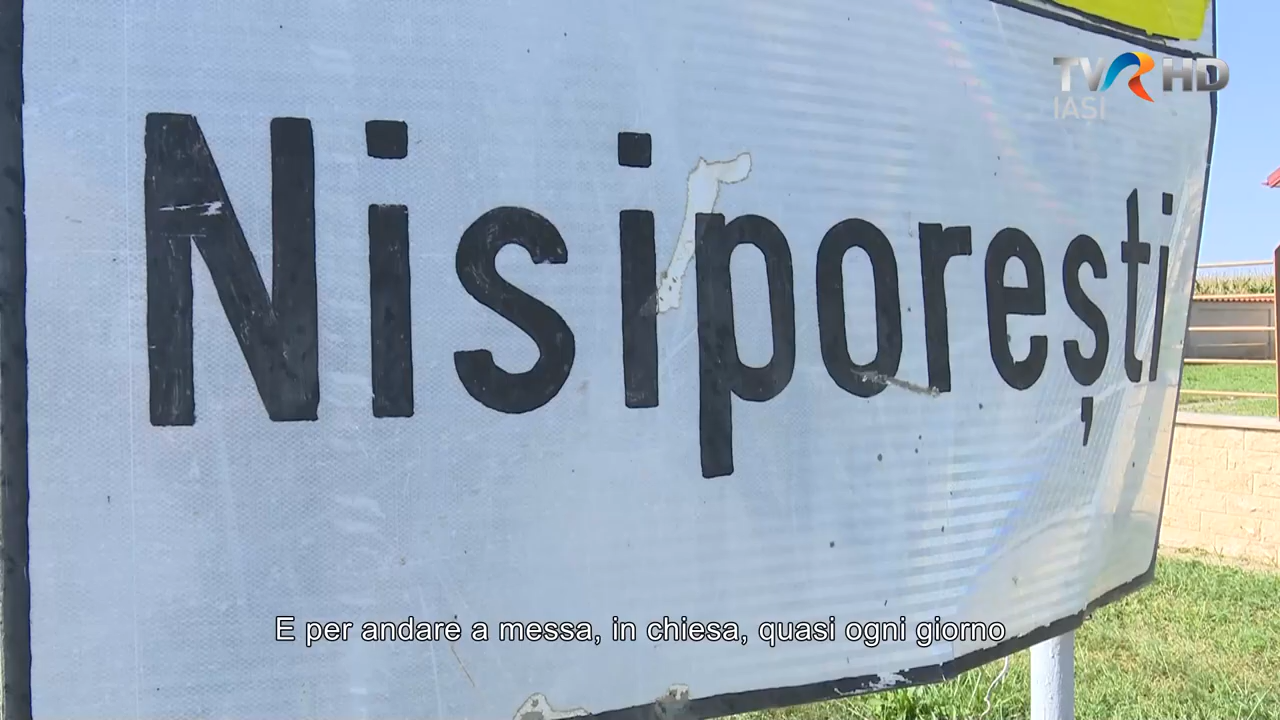 TVR HD
IASI
Nisiporești
E per andare a messa, in chiesa, quasi ogni giorno